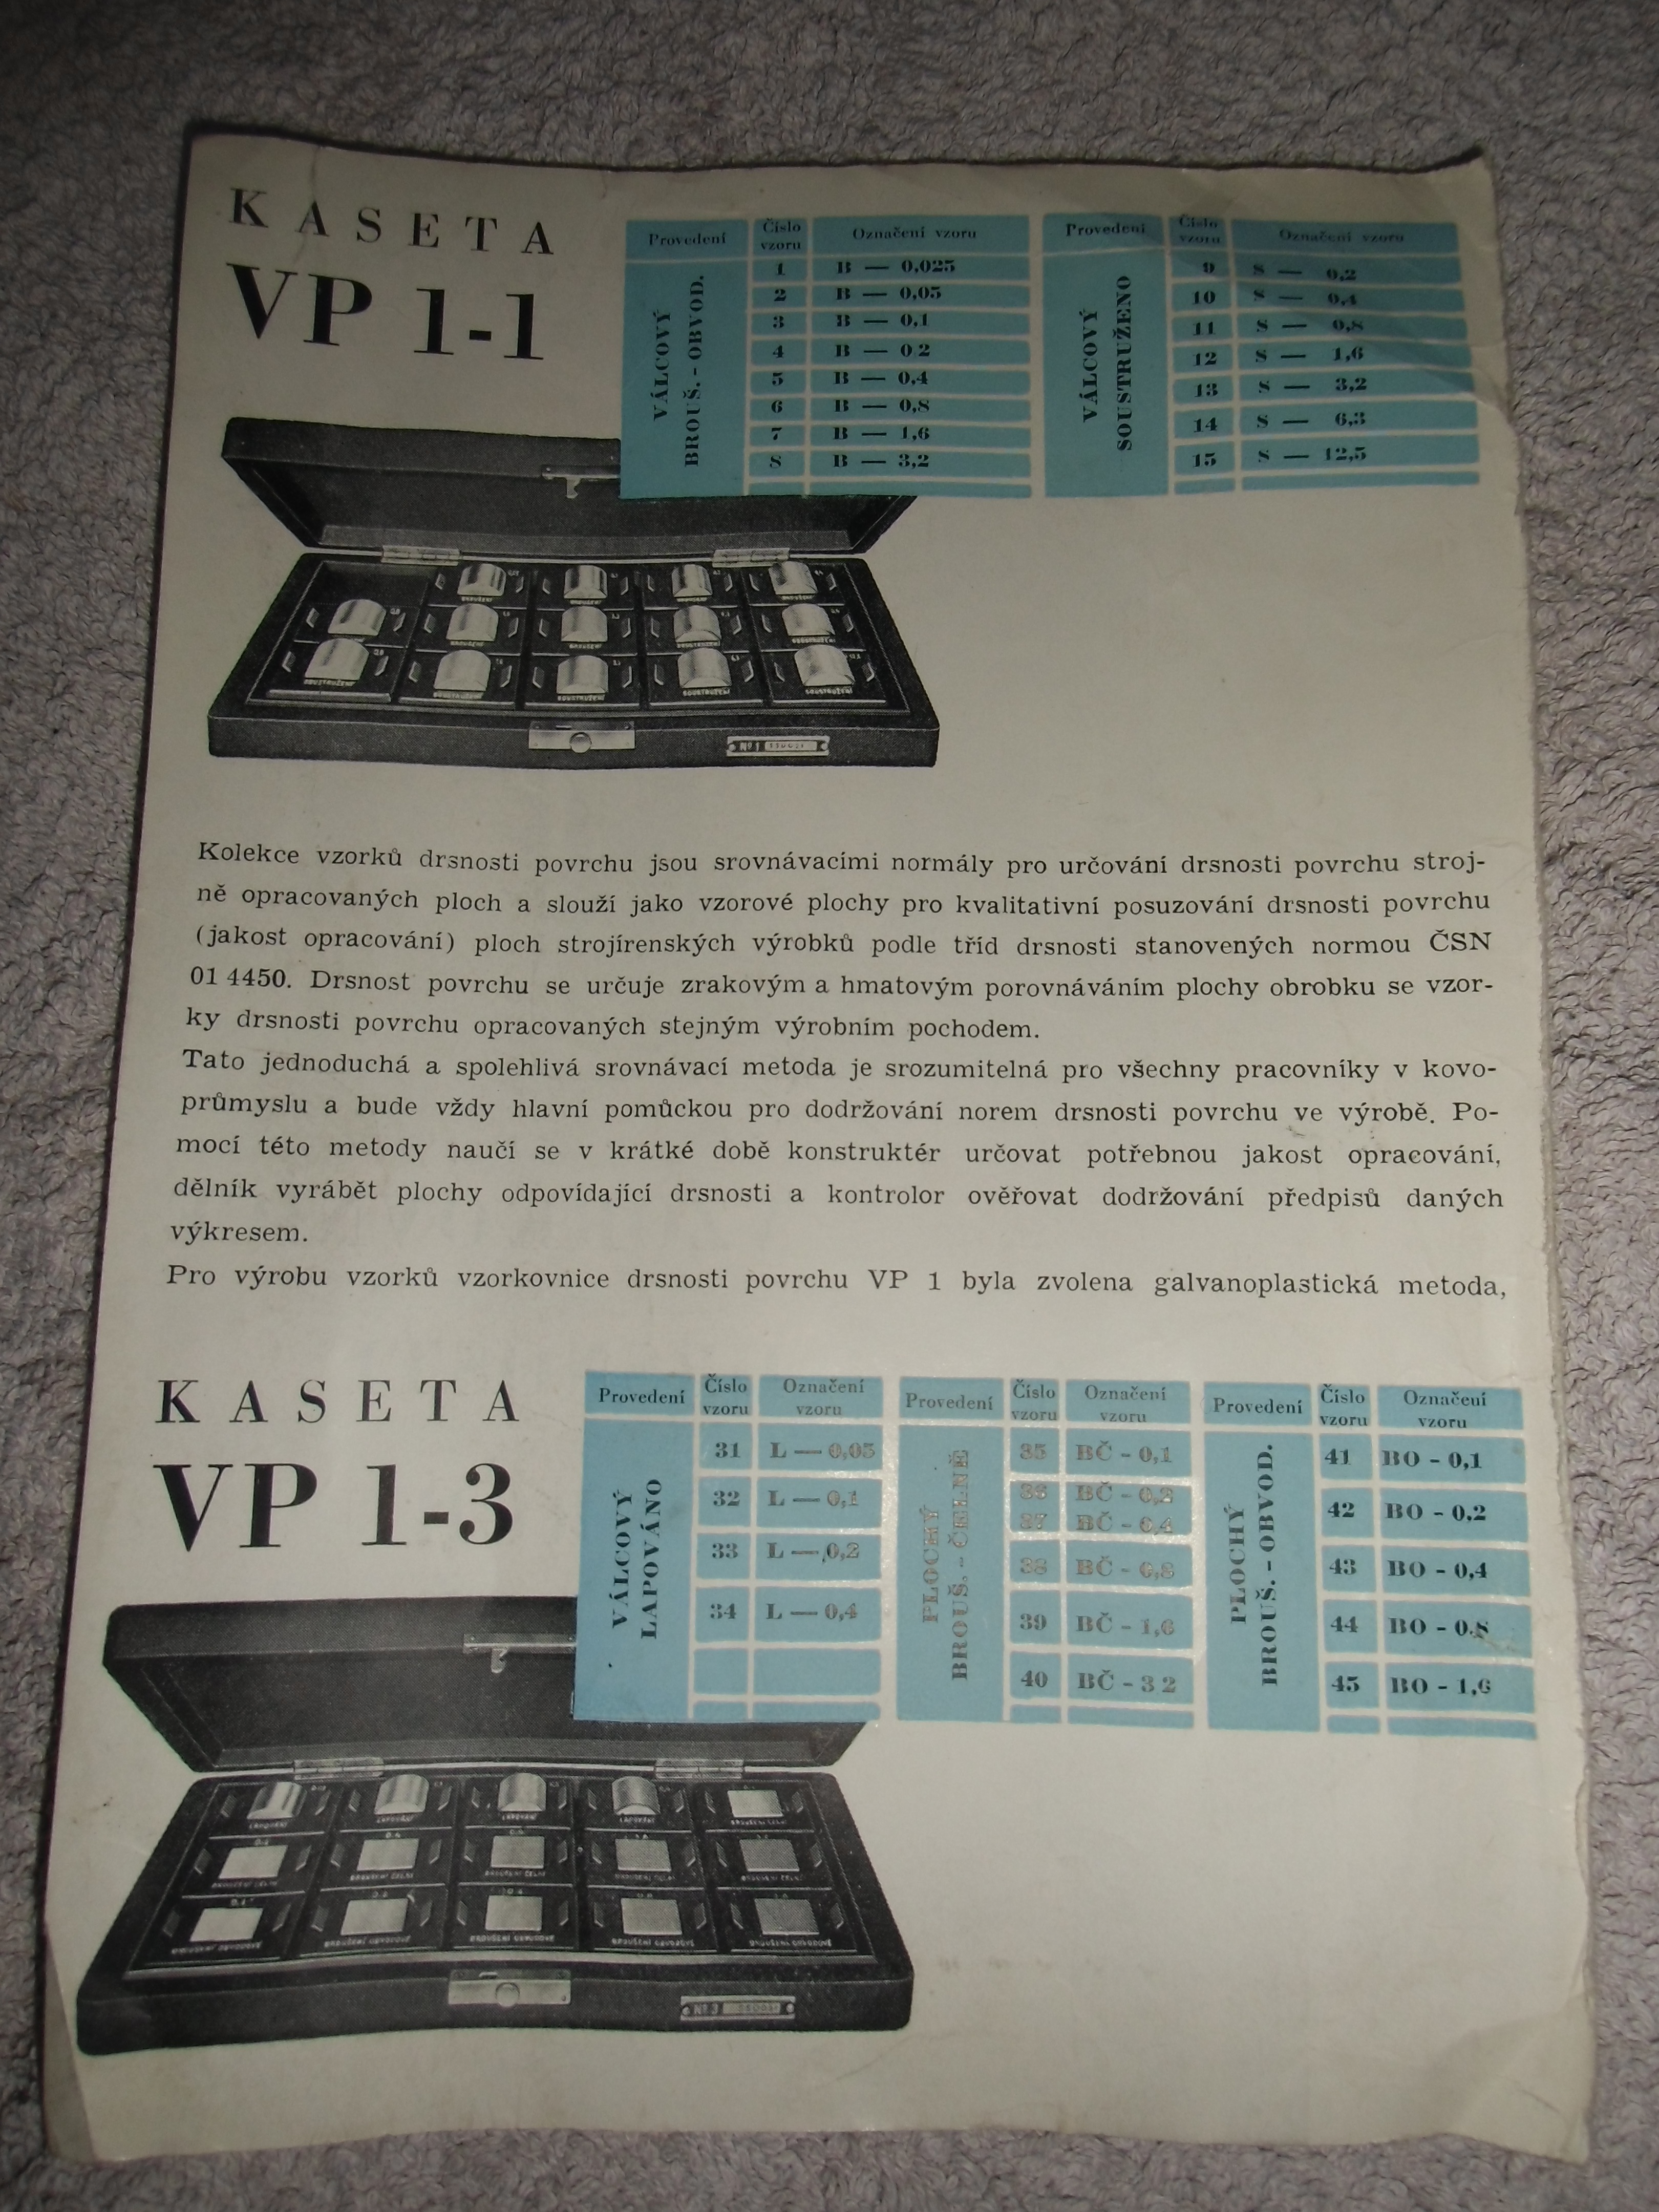 KASETA
VP 1-1
Provedení Číslo vzoru Označení vzoru
VÁLCOVÝ
BROUŠ. - OBVOD.
1 B — 0,025
2 B — 0,05
3 B — 0,1
4 B — 0 2
5 B — 0,4
6 B — 0,8
7 B — 1,6
8 B — 3,2
Provedení Číslo vzoru Označení vzoru
VÁLCOVÝ
SOUSTRUŽENO
9 S — 0,2
10 S — 0,4
11 S — 0,8
12 S — 1,6
13 S — 3,2
14 S — 6,3
15 S — 12,5
Nº 1
Kolekce vzorků drsnosti povrchu jsou srovnávacími normály pro určování drsnosti povrchu stroj-
ně opracovaných ploch a slouží jako vzorové plochy pro kvalitativní posuzování drsnosti povrchu
(jakost opracování) ploch strojírenských výrobků podle tříd drsnosti stanovených normou ČSN
01 4450. Drsnost povrchu se určuje zrakovým a hmatovým porovnáváním plochy obrobku se vzor-
ky drsnosti povrchu opracovaných stejným výrobním pochodem.
Tato jednoduchá a spolehlivá srovnávací metoda je srozumitelná pro všechny pracovníky v kovo-
průmyslu a bude vždy hlavní pomůckou pro dodržování norem drsnosti povrchu ve výrobě. Po-
mocí této metody naučí se v krátké době konstruktér určovat potřebnou jakost opracování,
dělník vyrábět plochy odpovídající drsnosti a kontrolor ověřovat dodržování předpisů daných
výkresem.
Pro výrobu vzorků vzorkovnice drsnosti povrchu VP 1 byla zvolena galvanoplastická metoda,
KASETA
VP 1-3
Provedení Číslo vzoru Označení vzoru
VÁLCOVÝ
LAPOVÁNO
31 L — 0,05
32 L — 0,1
33 L — 0,2
34 L — 0,4
Provedení Číslo vzoru Označení vzoru
PLOCHÝ
BROUŠ. - ČELNĚ
35 BČ - 0,1
36 BČ - 0,2
37 BČ - 0,4
38 BČ - 0,8
39 BČ - 1,6
40 BČ - 3 2
Provedení Číslo vzoru Označení vzoru
PLOCHÝ
BROUŠ. - OBVOD.
41 BO - 0,1
42 BO - 0,2
43 BO - 0,4
44 BO - 0,8
45 BO - 1,6
Nº 3